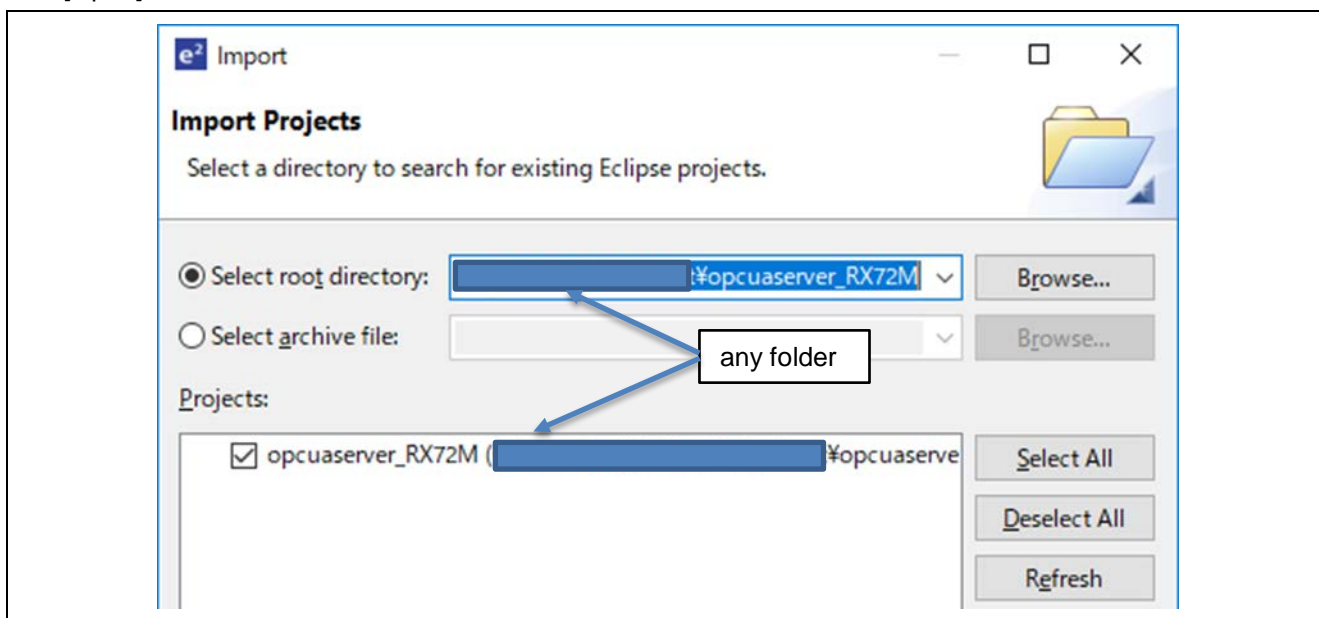 e² Import
Import Projects
Select a directory to search for existing Eclipse projects.
Select root directory: t¥opcuaserver_RX72M Browse...
Select archive file: Browse...
any folder
Projects:
opcuaserver_RX72M ( ¥opcuaserve Select All
Deselect All
Refresh